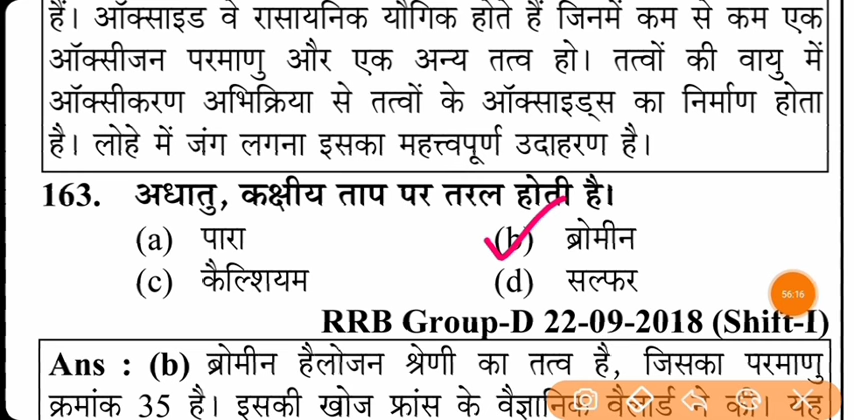 हैं। ऑक्साइड वे रासायनिक यौगिक होते हैं जिनमें कम से कम एक
ऑक्सीजन परमाणु और एक अन्य तत्व हो। तत्वों की वायु में
ऑक्सीकरण अभिक्रिया से तत्वों के ऑक्साइड्स का निर्माण होता
है। लोहे में जंग लगना इसका महत्त्वपूर्ण उदाहरण है।
163. अधातु, कक्षीय ताप पर तरल होती है।
(a) पारा (b) ब्रोमीन
(c) कैल्शियम (d) सल्फर
56:16
RRB Group-D 22-09-2018 (Shift-I)
Ans : (b) ब्रोमीन हैलोजन श्रेणी का तत्व है, जिसका परमाणु
क्रमांक 35 है। इसकी खोज फ्रांस के वैज्ञानिक ने की। यह